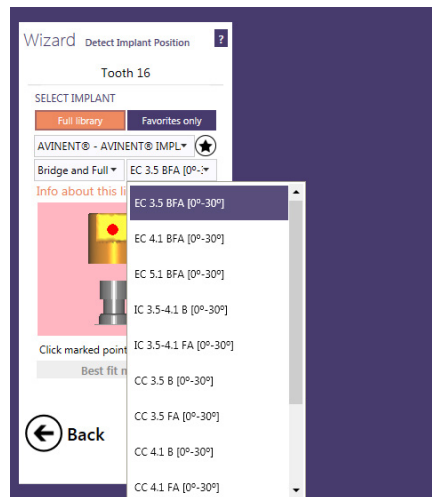 Wizard Detect Implant Position ?
Tooth 16
SELECT IMPLANT
Full library Favorites only
AVINENT® - AVINENT® IMPL
Bridge and Full EC 3.5 BFA [0º-:
Info about this li
EC 3.5 BFA [0º-30º]
EC 4.1 BFA [0º-30º]
EC 5.1 BFA [0º-30º]
IC 3.5-4.1 B [0º-30º]
IC 3.5-4.1 FA [0º-30º]
Click marked point
CC 3.5 B [0º-30º]
Best fit
CC 3.5 FA [0º-30º]
Back
CC 4.1 B [0º-30º]
CC 4.1 FA [0º-30º]